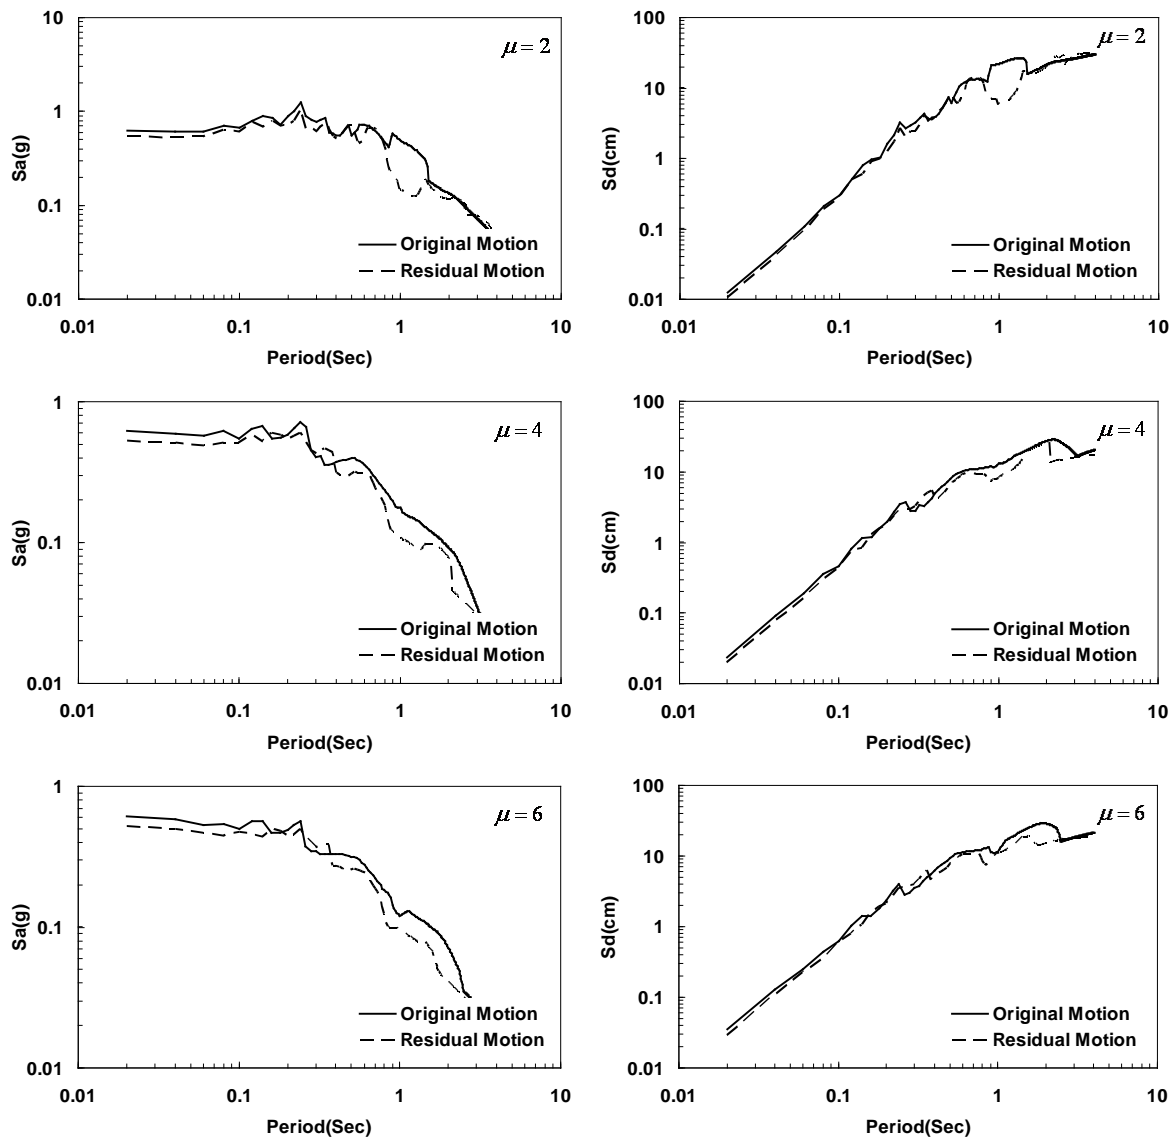 10
1
0.1
0.01
Sa(g)
μ = 2
Original Motion
Residual Motion
0.01
0.1
1
10
Period(Sec)
100
10
1
0.1
0.01
Sd(cm)
μ = 2
Original Motion
Residual Motion
0.01
0.1
1
10
Period(Sec)
1
0.1
0.01
Sa(g)
μ = 4
Original Motion
Residual Motion
0.01
0.1
1
10
Period(Sec)
100
10
1
0.1
0.01
Sd(cm)
μ = 4
Original Motion
Residual Motion
0.01
0.1
1
10
Period(Sec)
1
0.1
0.01
Sa(g)
μ = 6
Original Motion
Residual Motion
0.01
0.1
1
10
Period(Sec)
100
10
1
0.1
0.01
Sd(cm)
μ = 6
Original Motion
Residual Motion
0.01
0.1
1
10
Period(Sec)